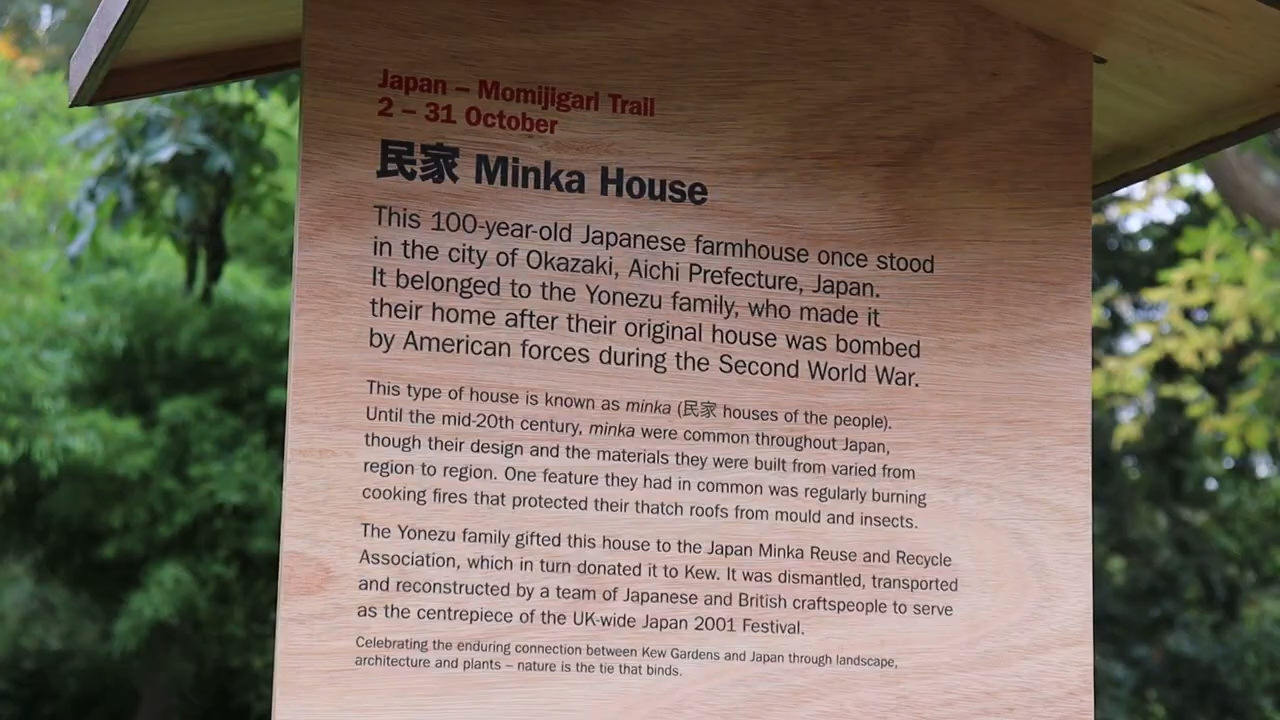 Japan – Momijigari Trail
2 – 31 October
民家 Minka House
This 100-year-old Japanese farmhouse once stood
in the city of Okazaki, Aichi Prefecture, Japan.
It belonged to the Yonezu family, who made it
their home after their original house was bombed
by American forces during the Second World War.
This type of house is known as minka (民家 houses of the people).
Until the mid-20th century, minka were common throughout Japan,
though their design and the materials they were built from varied from
region to region. One feature they had in common was regularly burning
cooking fires that protected their thatch roofs from mould and insects.
The Yonezu family gifted this house to the Japan Minka Reuse and Recycle
Association, which in turn donated it to Kew. It was dismantled, transported
and reconstructed by a team of Japanese and British craftspeople to serve
as the centrepiece of the UK-wide Japan 2001 Festival.
Celebrating the enduring connection between Kew Gardens and Japan through landscape,
architecture and plants – nature is the tie that binds.